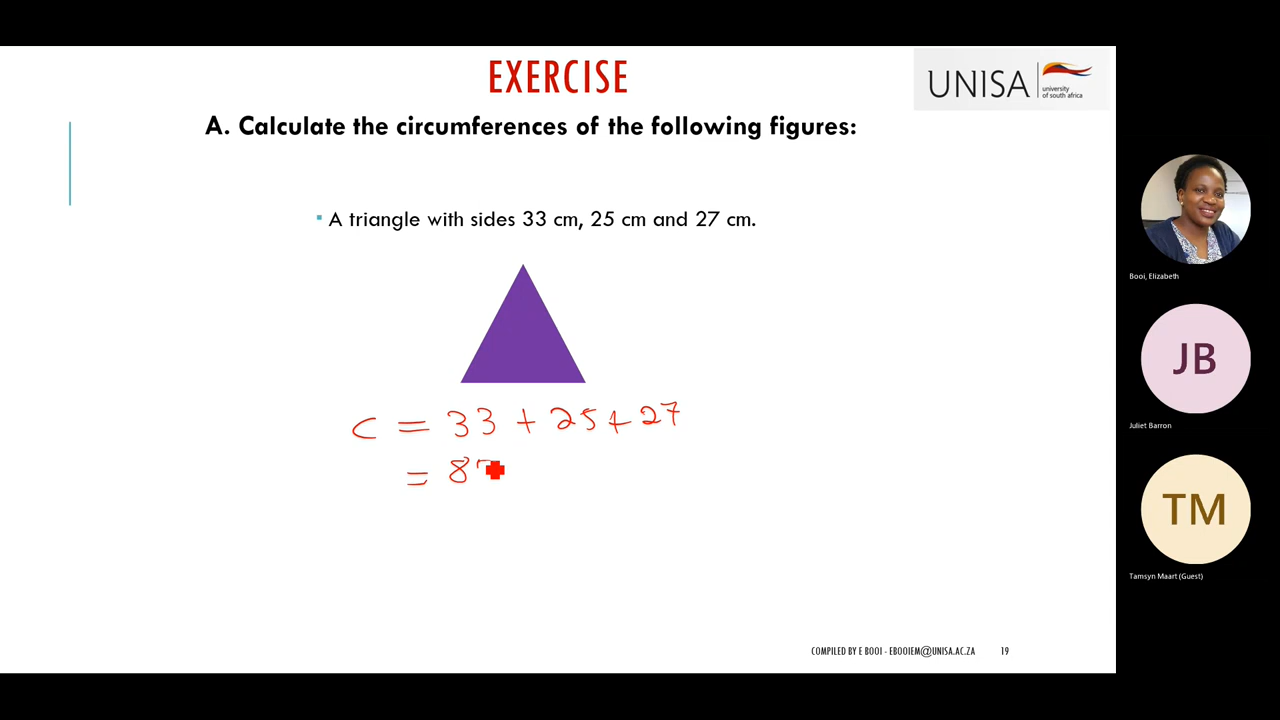 EXERCISE
UNISA
university
of south africa
A. Calculate the circumferences of the following figures:
▪ A triangle with sides 33 cm, 25 cm and 27 cm.
C = 33 + 25 + 27
= 8
COMPILED BY E BOOI - EBOOIEM@UNISA.AC.ZA
19
Booi, Elizabeth
JB
Juliet Barron
TM
Tamsyn Maart (Guest)